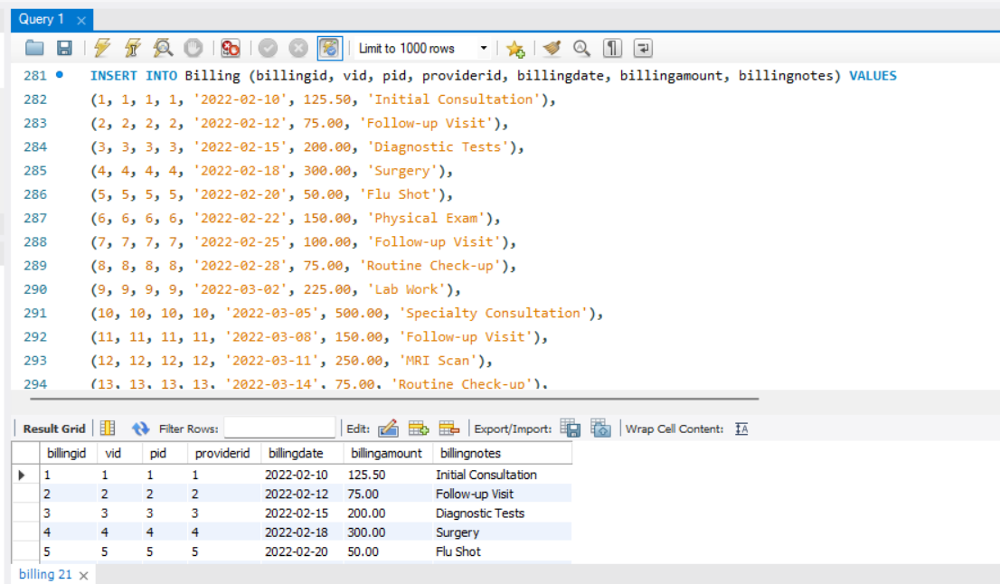 Query 1
Limit to 1000 rows
281 INSERT INTO Billing (billingid, vid, pid, providerid, billingdate, billingamount, billingnotes) VALUES
282 (1, 1, 1, 1, '2022-02-10', 125.50, 'Initial Consultation'),
283 (2, 2, 2, 2, '2022-02-12', 75.00, 'Follow-up Visit'),
284 (3, 3, 3, 3, '2022-02-15', 200.00, 'Diagnostic Tests'),
285 (4, 4, 4, 4, '2022-02-18', 300.00, 'Surgery'),
286 (5, 5, 5, 5, '2022-02-20', 50.00, 'Flu Shot'),
287 (6, 6, 6, 6, '2022-02-22', 150.00, 'Physical Exam'),
288 (7, 7, 7, 7, '2022-02-25', 100.00, 'Follow-up Visit'),
289 (8, 8, 8, 8, '2022-02-28', 75.00, 'Routine Check-up'),
290 (9, 9, 9, 9, '2022-03-02', 225.00, 'Lab Work'),
291 (10, 10, 10, 10, '2022-03-05', 500.00, 'Specialty Consultation'),
292 (11, 11, 11, 11, '2022-03-08', 150.00, 'Follow-up Visit'),
293 (12, 12, 12, 12, '2022-03-11', 250.00, 'MRI Scan'),
294 (13, 13, 13, 13, '2022-03-14', 75.00, 'Routine Check-up'),
Result Grid Filter Rows: Edit: Export/Import: Wrap Cell Content: IA
billingid vid pid providerid billingdate billingamount billingnotes
1 1 1 1 2022-02-10 125.50 Initial Consultation
2 2 2 2 2022-02-12 75.00 Follow-up Visit
3 3 3 3 2022-02-15 200.00 Diagnostic Tests
4 4 4 4 2022-02-18 300.00 Surgery
5 5 5 5 2022-02-20 50.00 Flu Shot
billing 21